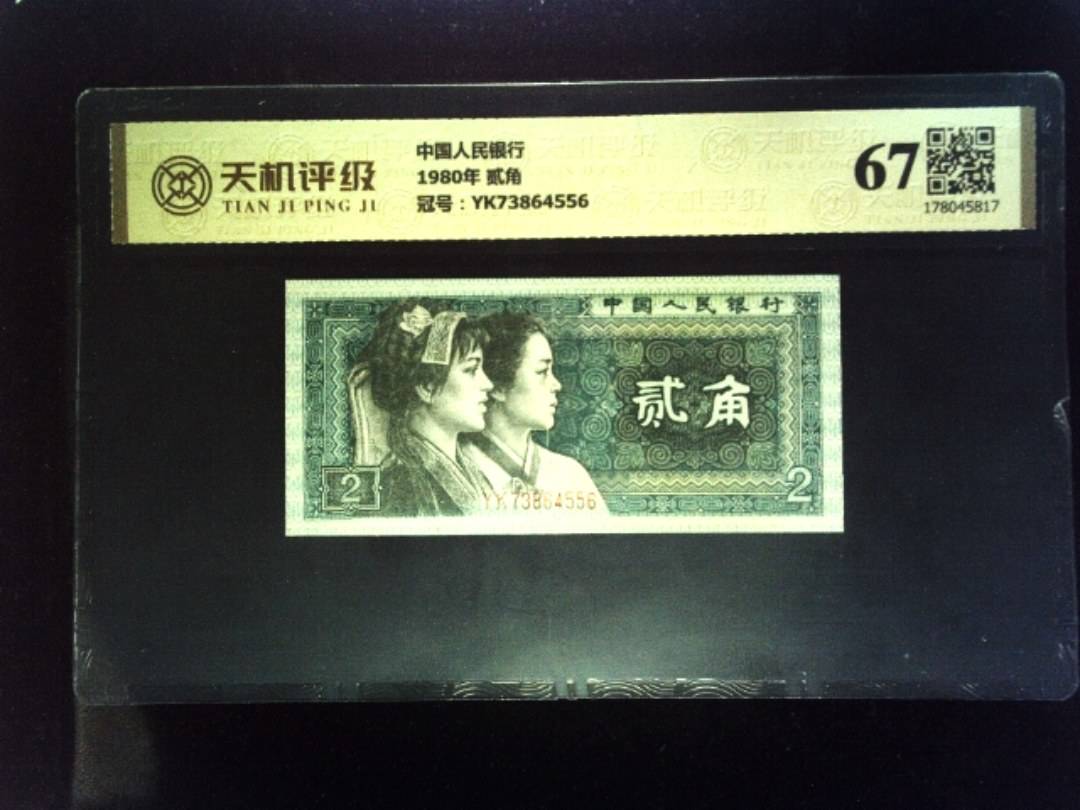 天机评级
TIAN JI PING JI
中国人民银行
1980年 贰角
冠号：YK73864556
67
178045817
中国人民银行
贰角
2
2
YK73864556